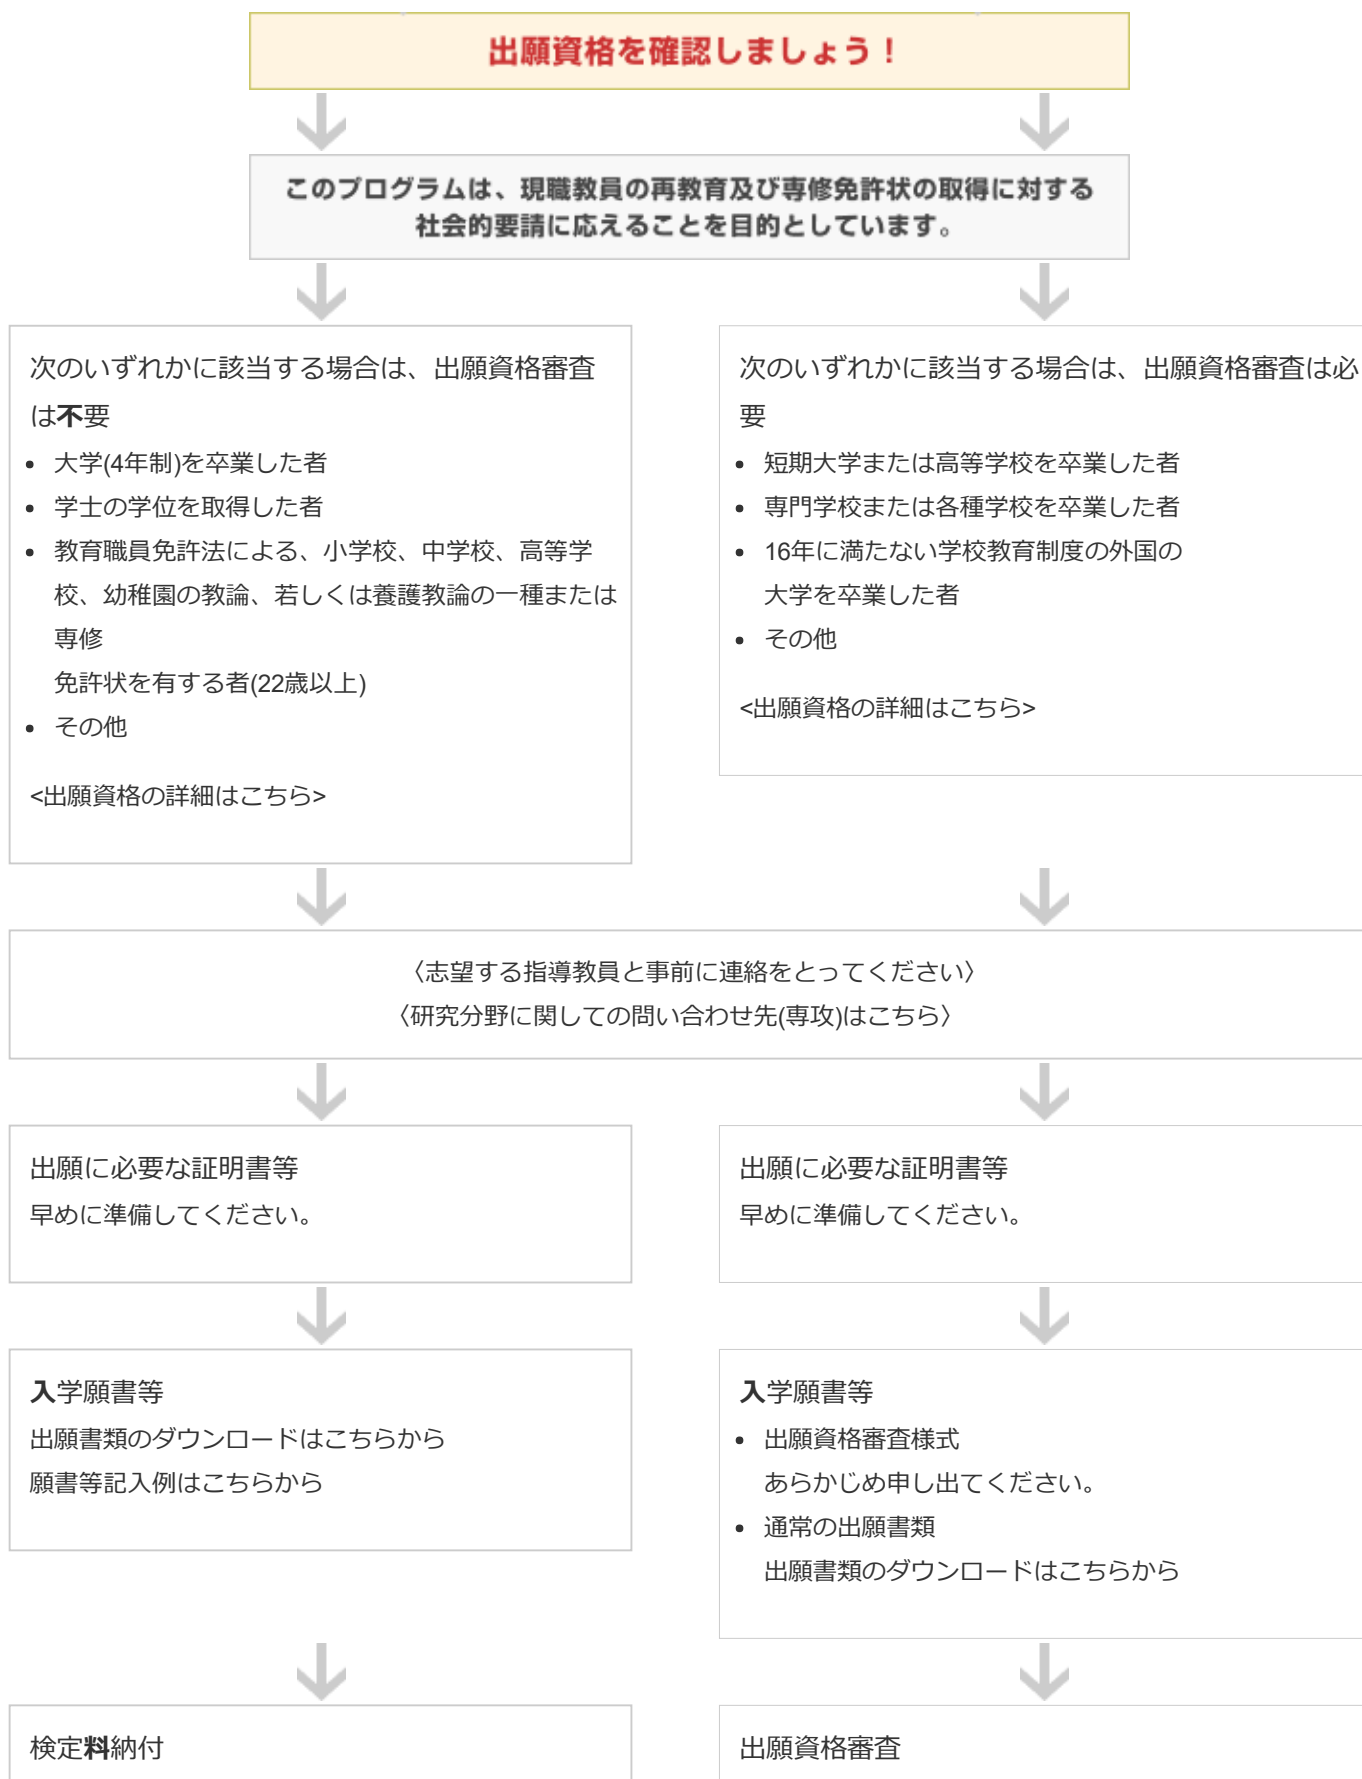 出願資格を確認しましょう！
このプログラムは、現職教員の再教育及び専修免許状の取得に対する
社会的要請に応えることを目的としています。
次のいずれかに該当する場合は、出願資格審査
は不要
• 大学(4年制)を卒業した者
• 学士の学位を取得した者
• 教育職員免許法による、小学校、中学校、高等学
校、幼稚園の教諭、若しくは養護教諭の一種または
専修
免許状を有する者(22歳以上)
• その他
<出願資格の詳細はこちら>
次のいずれかに該当する場合は、出願資格審査は必
要
• 短期大学または高等学校を卒業した者
• 専門学校または各種学校を卒業した者
• 16年に満たない学校教育制度の外国の
大学を卒業した者
• その他
<出願資格の詳細はこちら>
〈志望する指導教員と事前に連絡をとってください〉
〈研究分野に関しての問い合わせ先(専攻)はこちら〉
出願に必要な証明書等
早めに準備してください。
出願に必要な証明書等
早めに準備してください。
入学願書等
出願書類のダウンロードはこちらから
願書等記入例はこちらから
入学願書等
• 出願資格審査様式
あらかじめ申し出てください。
• 通常の出願書類
出願書類のダウンロードはこちらから
検定料納付
出願資格審査